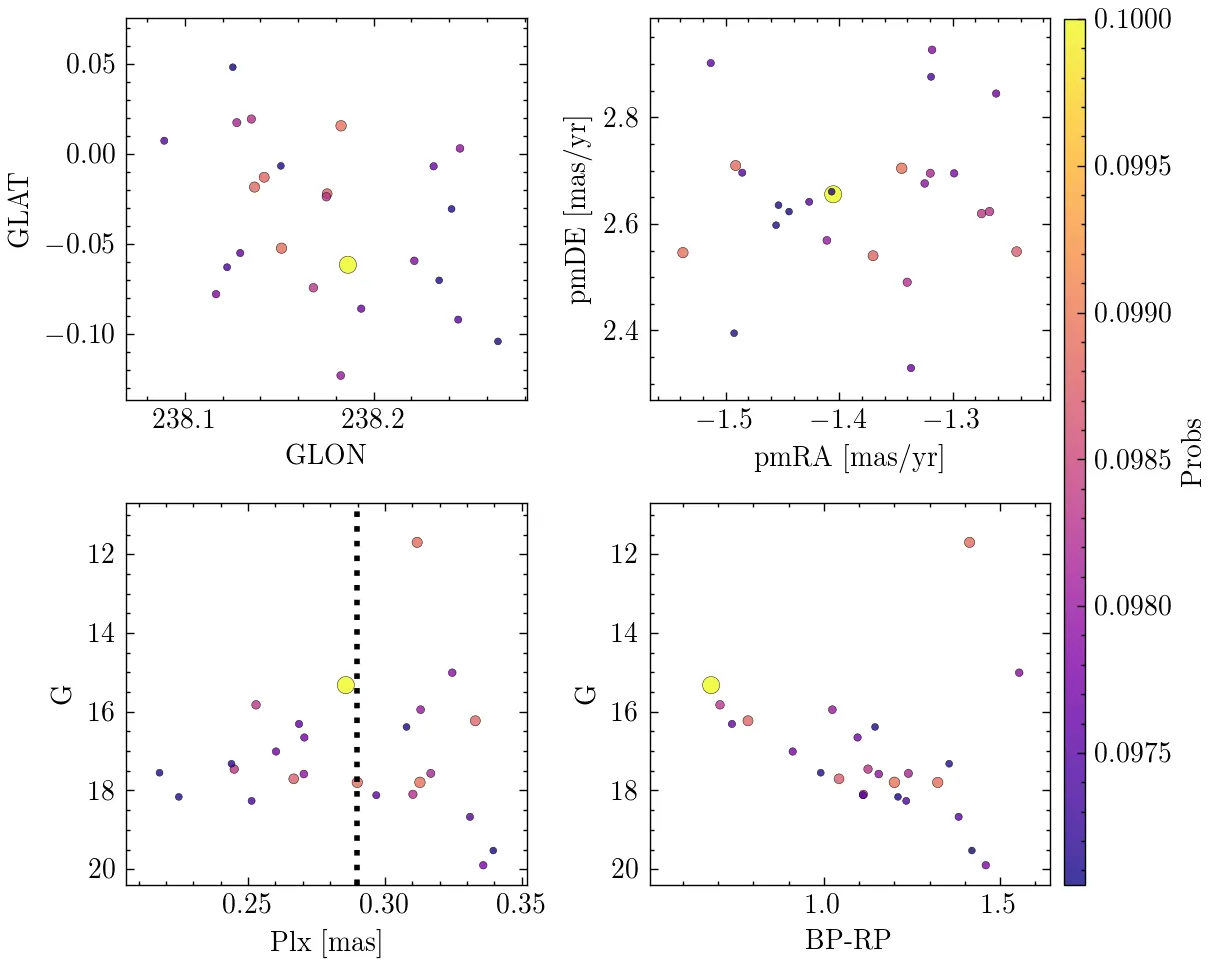 0.05
0.00
−0.05
−0.10
GLAT
238.1 238.2
GLON
2.8
2.6
2.4
pmDE [mas/yr]
−1.5 −1.4 −1.3
pmRA [mas/yr]
0.1000
0.0995
0.0990
0.0985
0.0980
0.0975
Probs
12
14
16
18
20
G
0.25 0.30 0.35
Plx [mas]
12
14
16
18
20
G
1.0 1.5
BP-RP